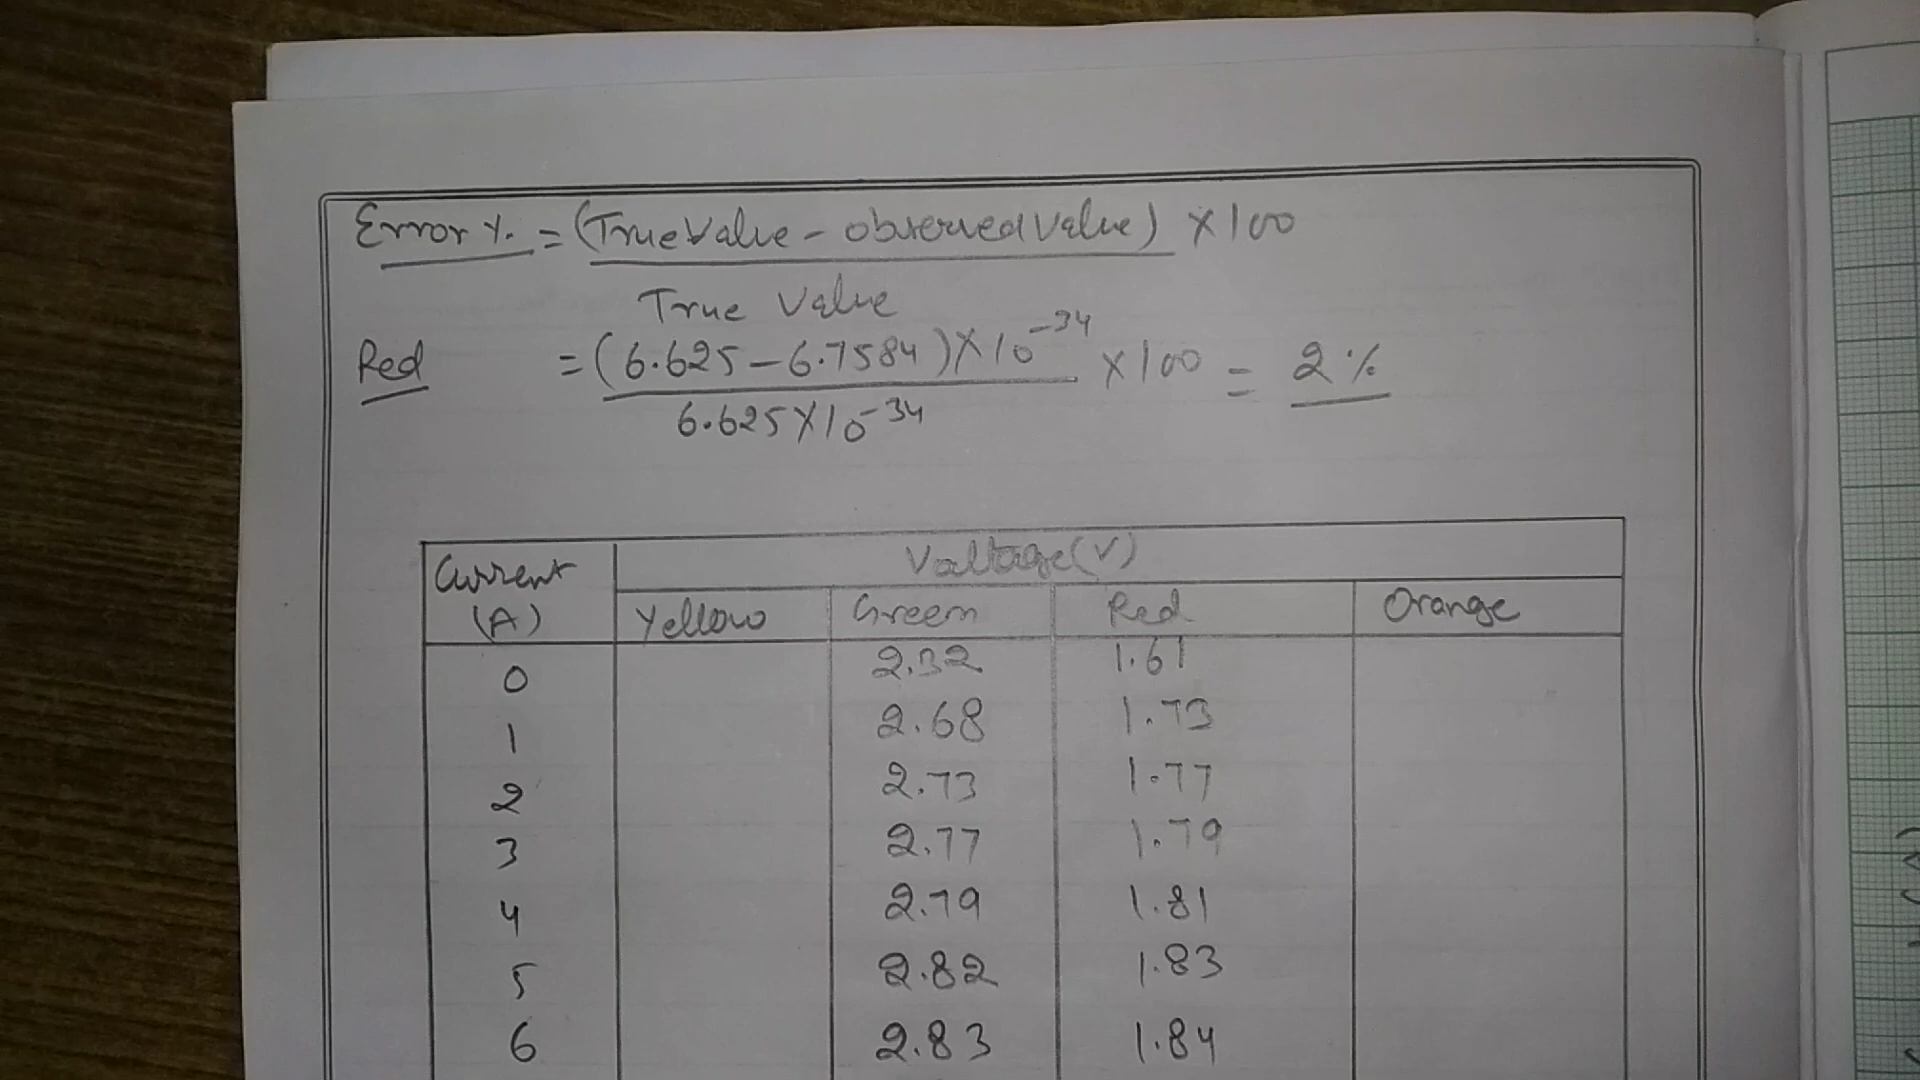 Error %. = (True Value - observed Value) × 100
True Value
Red = (6.625 - 6.7584) × 10^-34 × 100 = 2 %
6.625 × 10^-34
Current (A) Voltage (V)
Yellow Green Red Orange
0 2.32 1.61
1 2.68 1.73
2 2.73 1.77
3 2.77 1.79
4 2.79 1.81
5 2.82 1.83
6 2.83 1.84